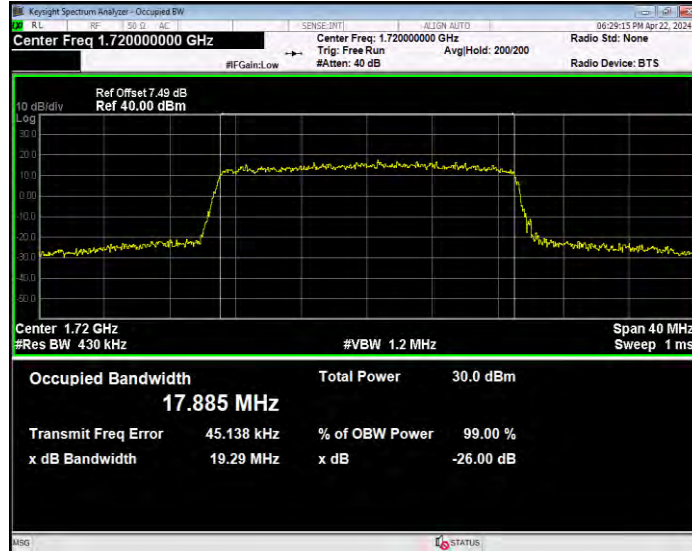 Keysight Spectrum Analyzer - Occupied BW
RL RF 50 Ω AC SENSE:INT ALIGN AUTO 06:29:15 PM Apr 22, 2024
Center Freq 1.720000000 GHz Center Freq: 1.720000000 GHz Radio Std: None
Trig: Free Run Avg|Hold: 200/200
#IFGain:Low #Atten: 40 dB Radio Device: BTS
Ref Offset 7.49 dB
10 dB/div Ref 40.00 dBm
Log
30.0
20.0
10.0
0.00
-10.0
-20.0
-30.0
-40.0
-50.0
Center 1.72 GHz Span 40 MHz
#Res BW 430 kHz #VBW 1.2 MHz Sweep 1 ms
Occupied Bandwidth Total Power 30.0 dBm
17.885 MHz
Transmit Freq Error 45.138 kHz % of OBW Power 99.00 %
x dB Bandwidth 19.29 MHz x dB -26.00 dB
MSG STATUS